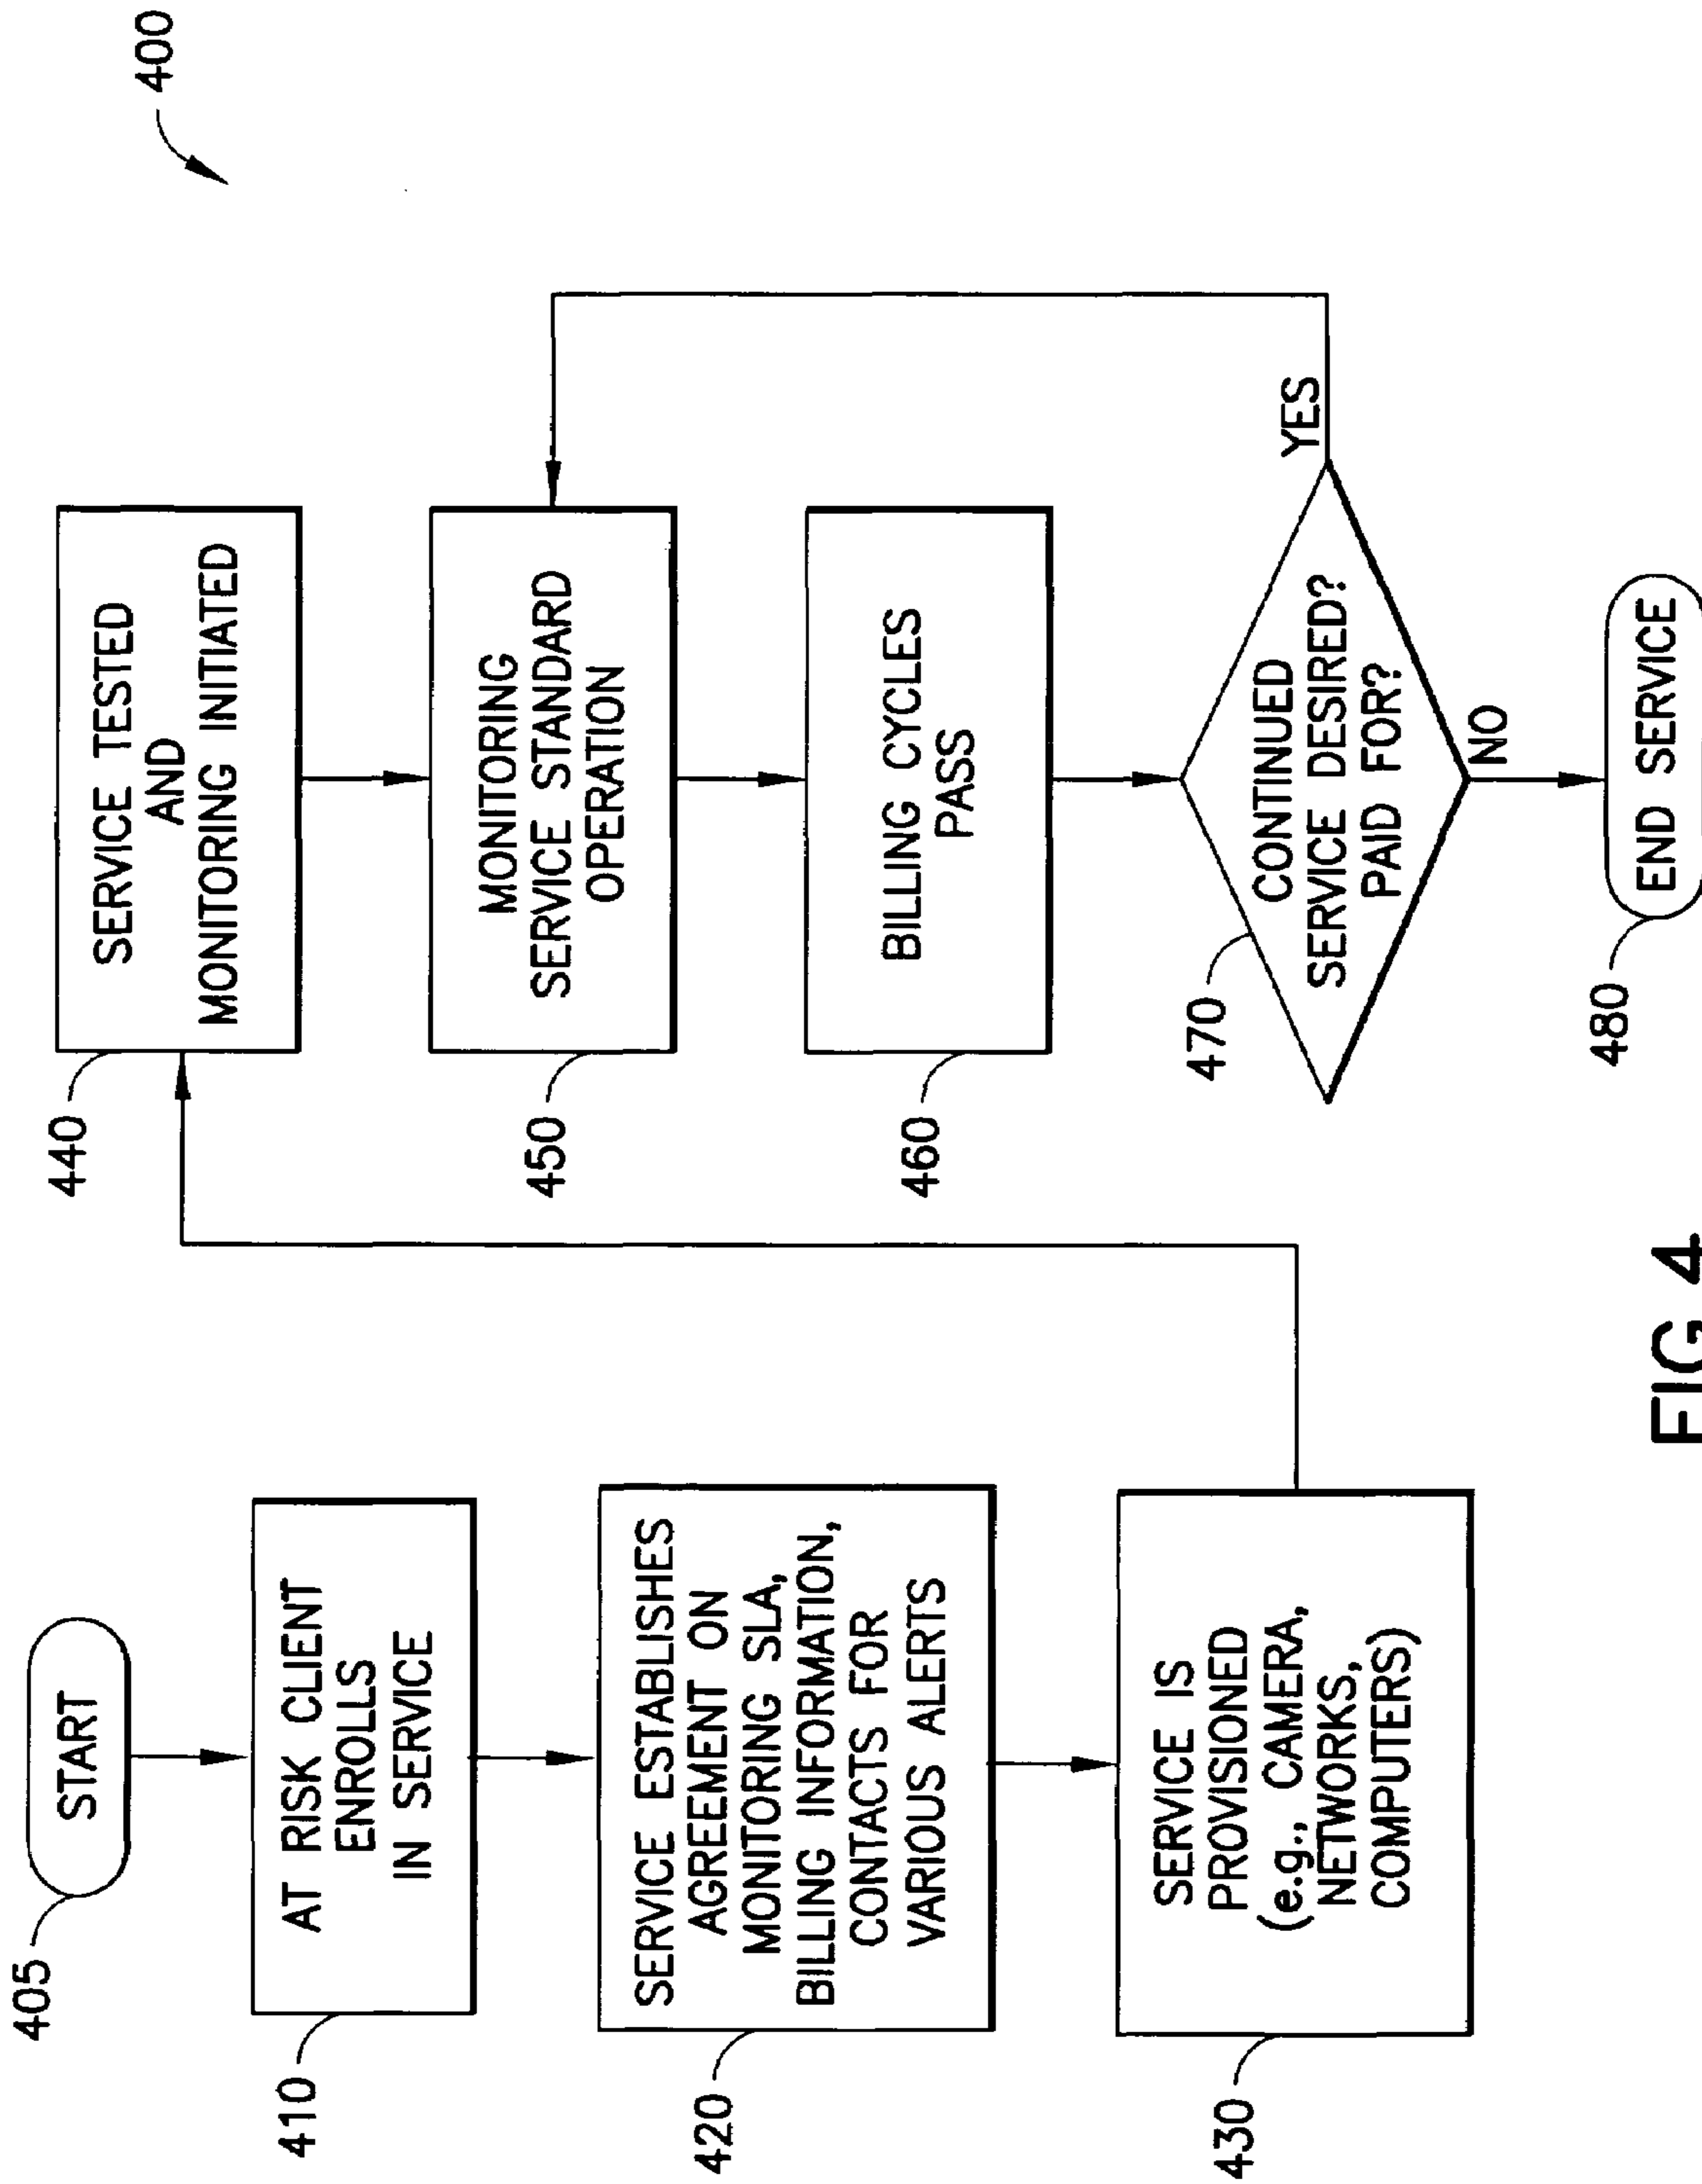 400
405
START
410
AT RISK CLIENT
ENROLLS
IN SERVICE
420
SERVICE ESTABLISHES
AGREEMENT ON
MONITORING SLA,
BILLING INFORMATION,
CONTACTS FOR
VARIOUS ALERTS
430
SERVICE IS
PROVISIONED
(e.g., CAMERA,
NETWORKS,
COMPUTERS)
440
SERVICE TESTED
AND
MONITORING INITIATED
450
MONITORING
SERVICE STANDARD
OPERATION
460
BILLING CYCLES
PASS
470
CONTINUED
SERVICE DESIRED?
PAID FOR?
YES
NO
480
END SERVICE
FIG.4